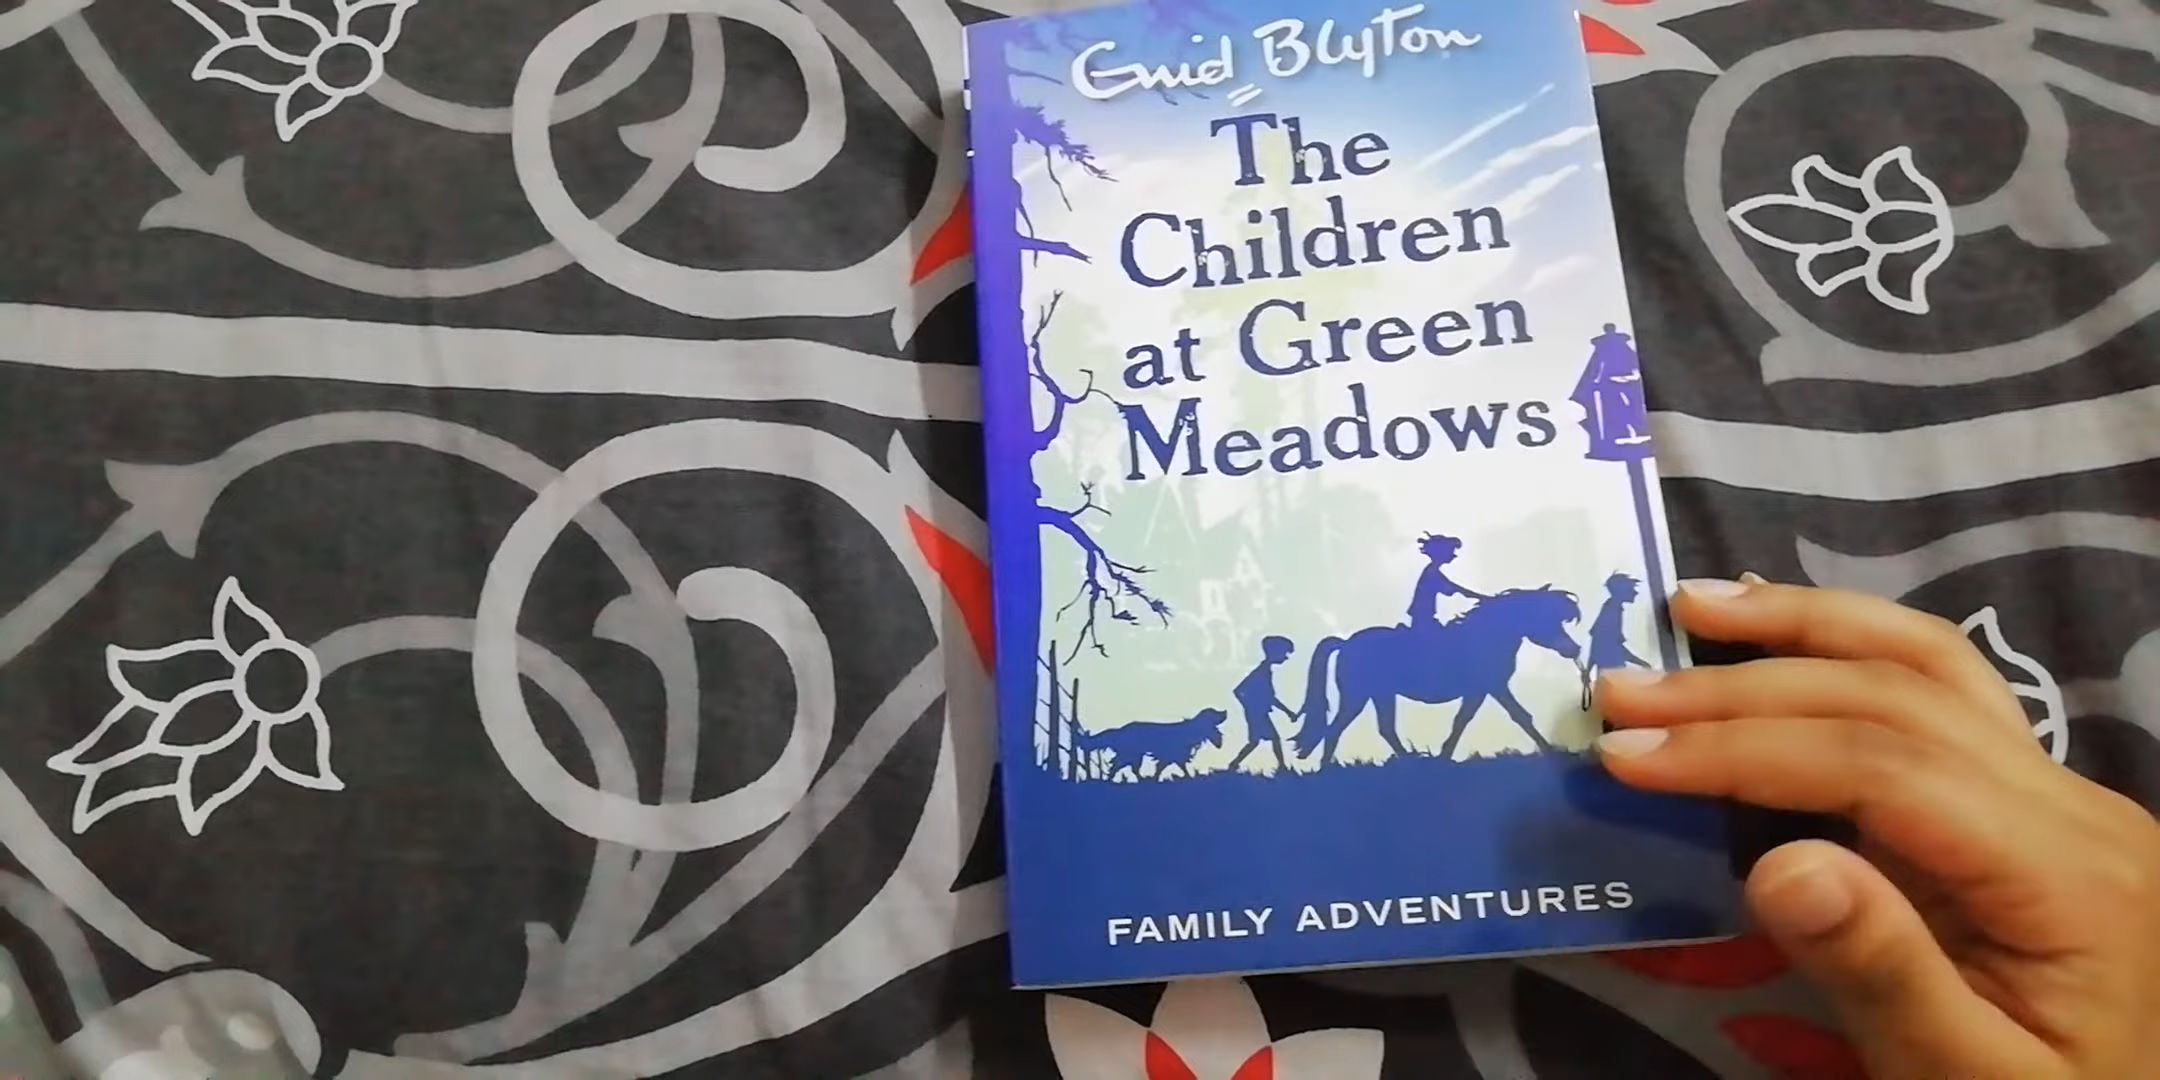 Enid Blyton
The
Children
at Green
Meadows
FAMILY ADVENTURES